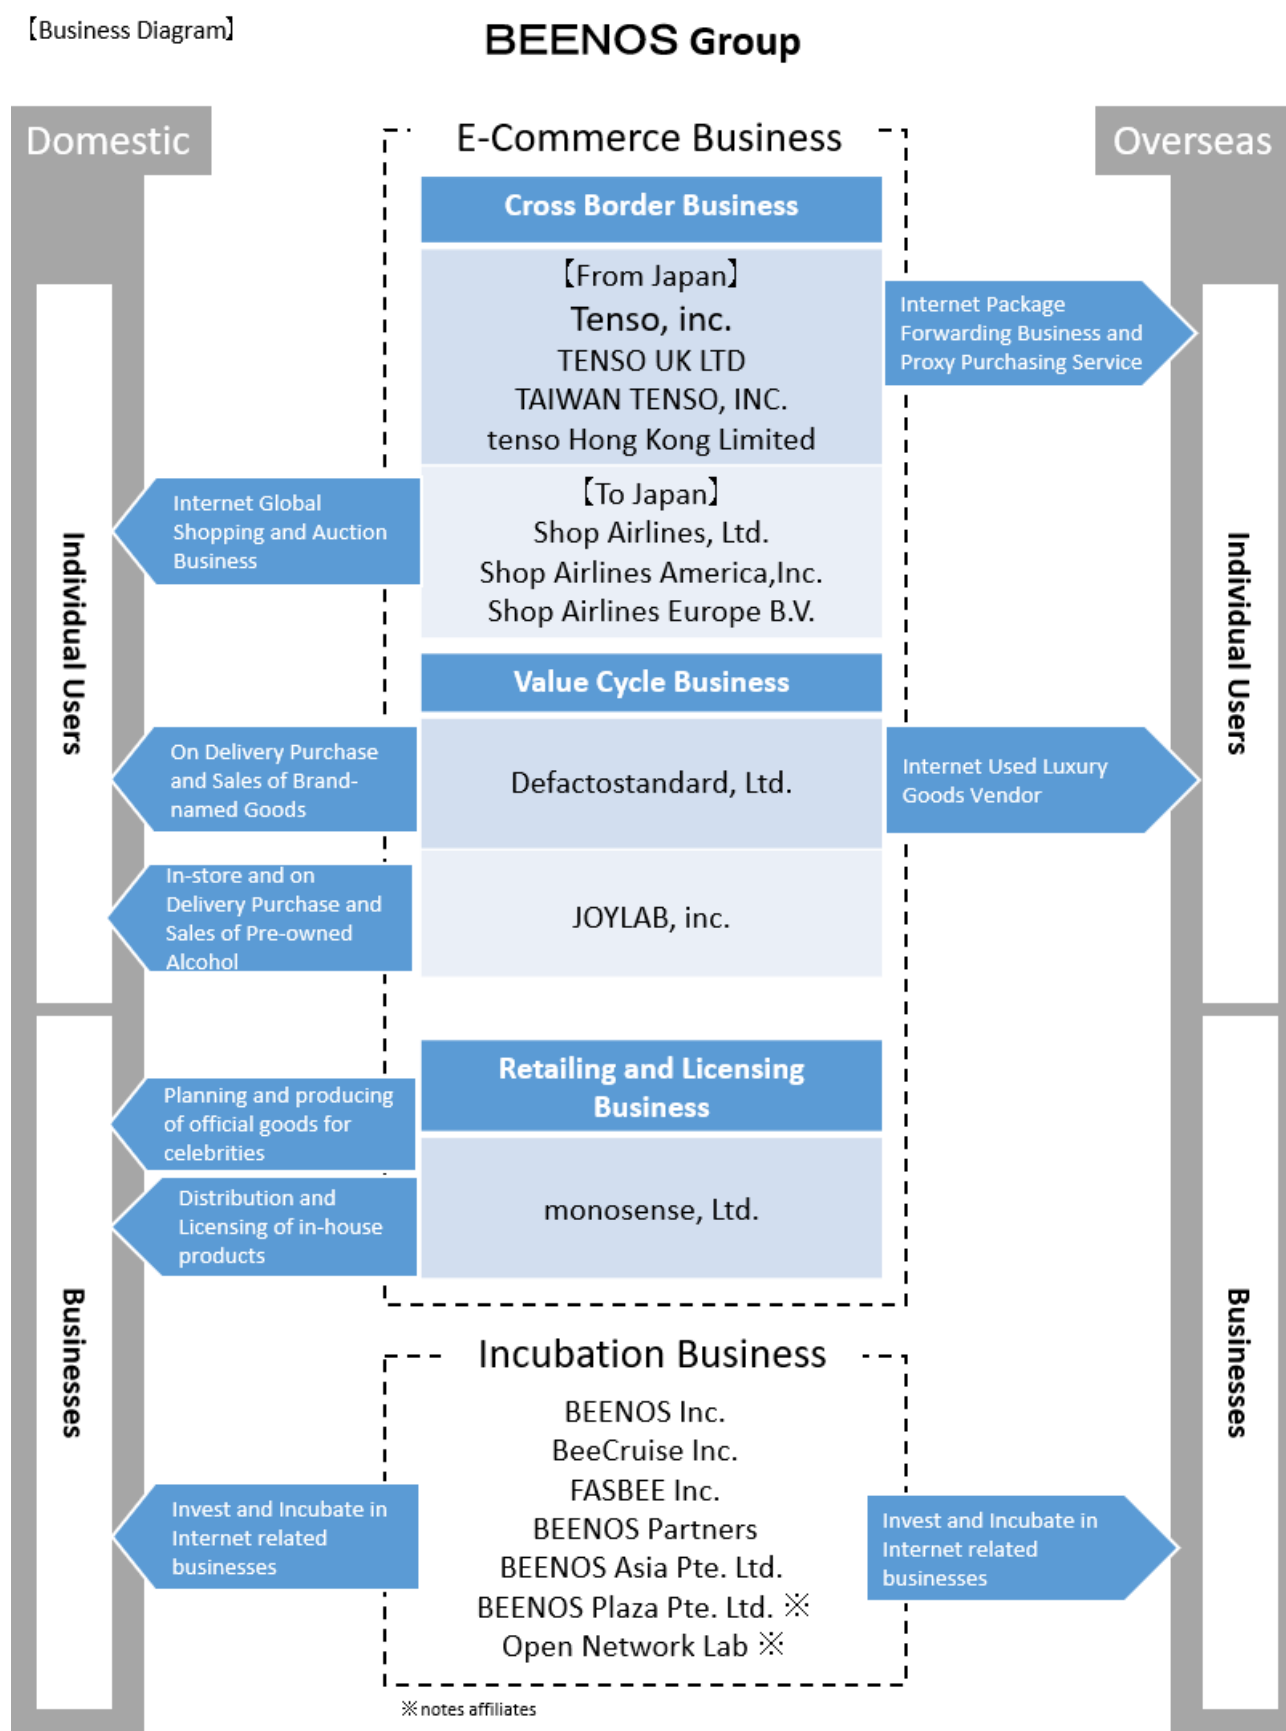 【Business Diagram】
BEENOS Group
Domestic
E-Commerce Business
Overseas
Cross Border Business
【From Japan】
Tenso, inc.
TENSO UK LTD
TAIWAN TENSO, INC.
tenso Hong Kong Limited
Internet Package
Forwarding Business and
Proxy Purchasing Service
Internet Global
Shopping and Auction
Business
【To Japan】
Shop Airlines, Ltd.
Shop Airlines America,Inc.
Shop Airlines Europe B.V.
Individual Users
Individual Users
Value Cycle Business
On Delivery Purchase
and Sales of Brand-
named Goods
Defactostandard, Ltd.
Internet Used Luxury
Goods Vendor
In-store and on
Delivery Purchase and
Sales of Pre-owned
Alcohol
JOYLAB, inc.
Retailing and Licensing
Business
Planning and producing
of official goods for
celebrities
Distribution and
Licensing of in-house
products
monosense, Ltd.
Businesses
Businesses
Incubation Business
BEENOS Inc.
BeeCruise Inc.
FASBEE Inc.
BEENOS Partners
BEENOS Asia Pte. Ltd.
BEENOS Plaza Pte. Ltd. ※
Open Network Lab ※
Invest and Incubate in
Internet related
businesses
Invest and Incubate in
Internet related
businesses
※notes affiliates